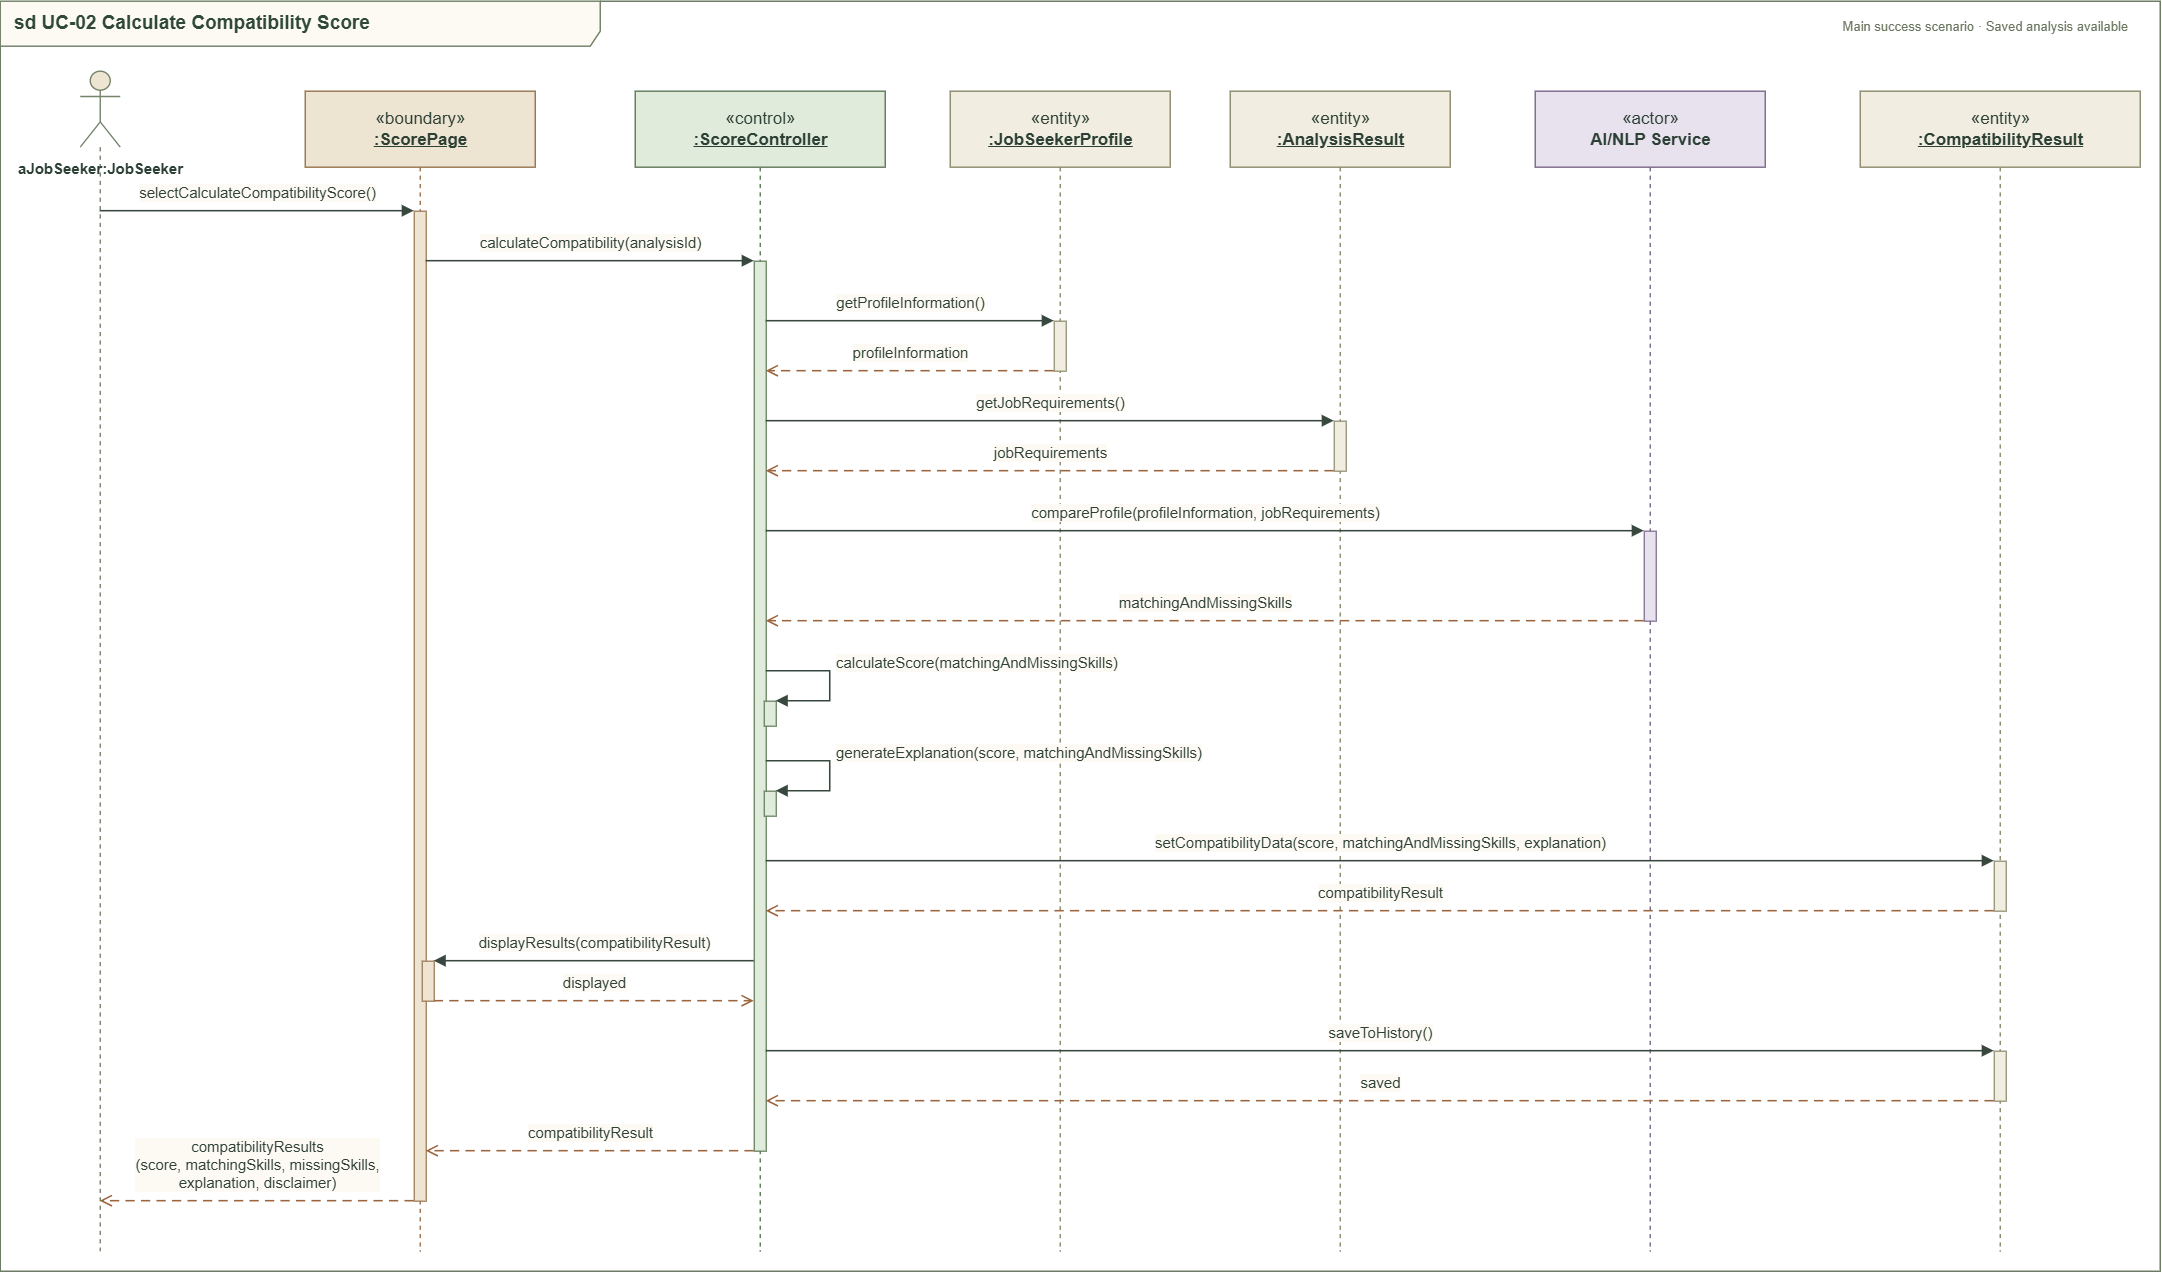 sd UC-02 Calculate Compatibility Score
Main success scenario · Saved analysis available
aJobSeeker:JobSeeker
«boundary»
:ScorePage
«control»
:ScoreController
«entity»
:JobSeekerProfile
«entity»
:AnalysisResult
«actor»
AI/NLP Service
«entity»
:CompatibilityResult
selectCalculateCompatibilityScore()
calculateCompatibility(analysisId)
getProfileInformation()
profileInformation
getJobRequirements()
jobRequirements
compareProfile(profileInformation, jobRequirements)
matchingAndMissingSkills
calculateScore(matchingAndMissingSkills)
generateExplanation(score, matchingAndMissingSkills)
setCompatibilityData(score, matchingAndMissingSkills, explanation)
compatibilityResult
displayResults(compatibilityResult)
displayed
saveToHistory()
saved
compatibilityResult
compatibilityResults
(score, matchingSkills, missingSkills,
explanation, disclaimer)